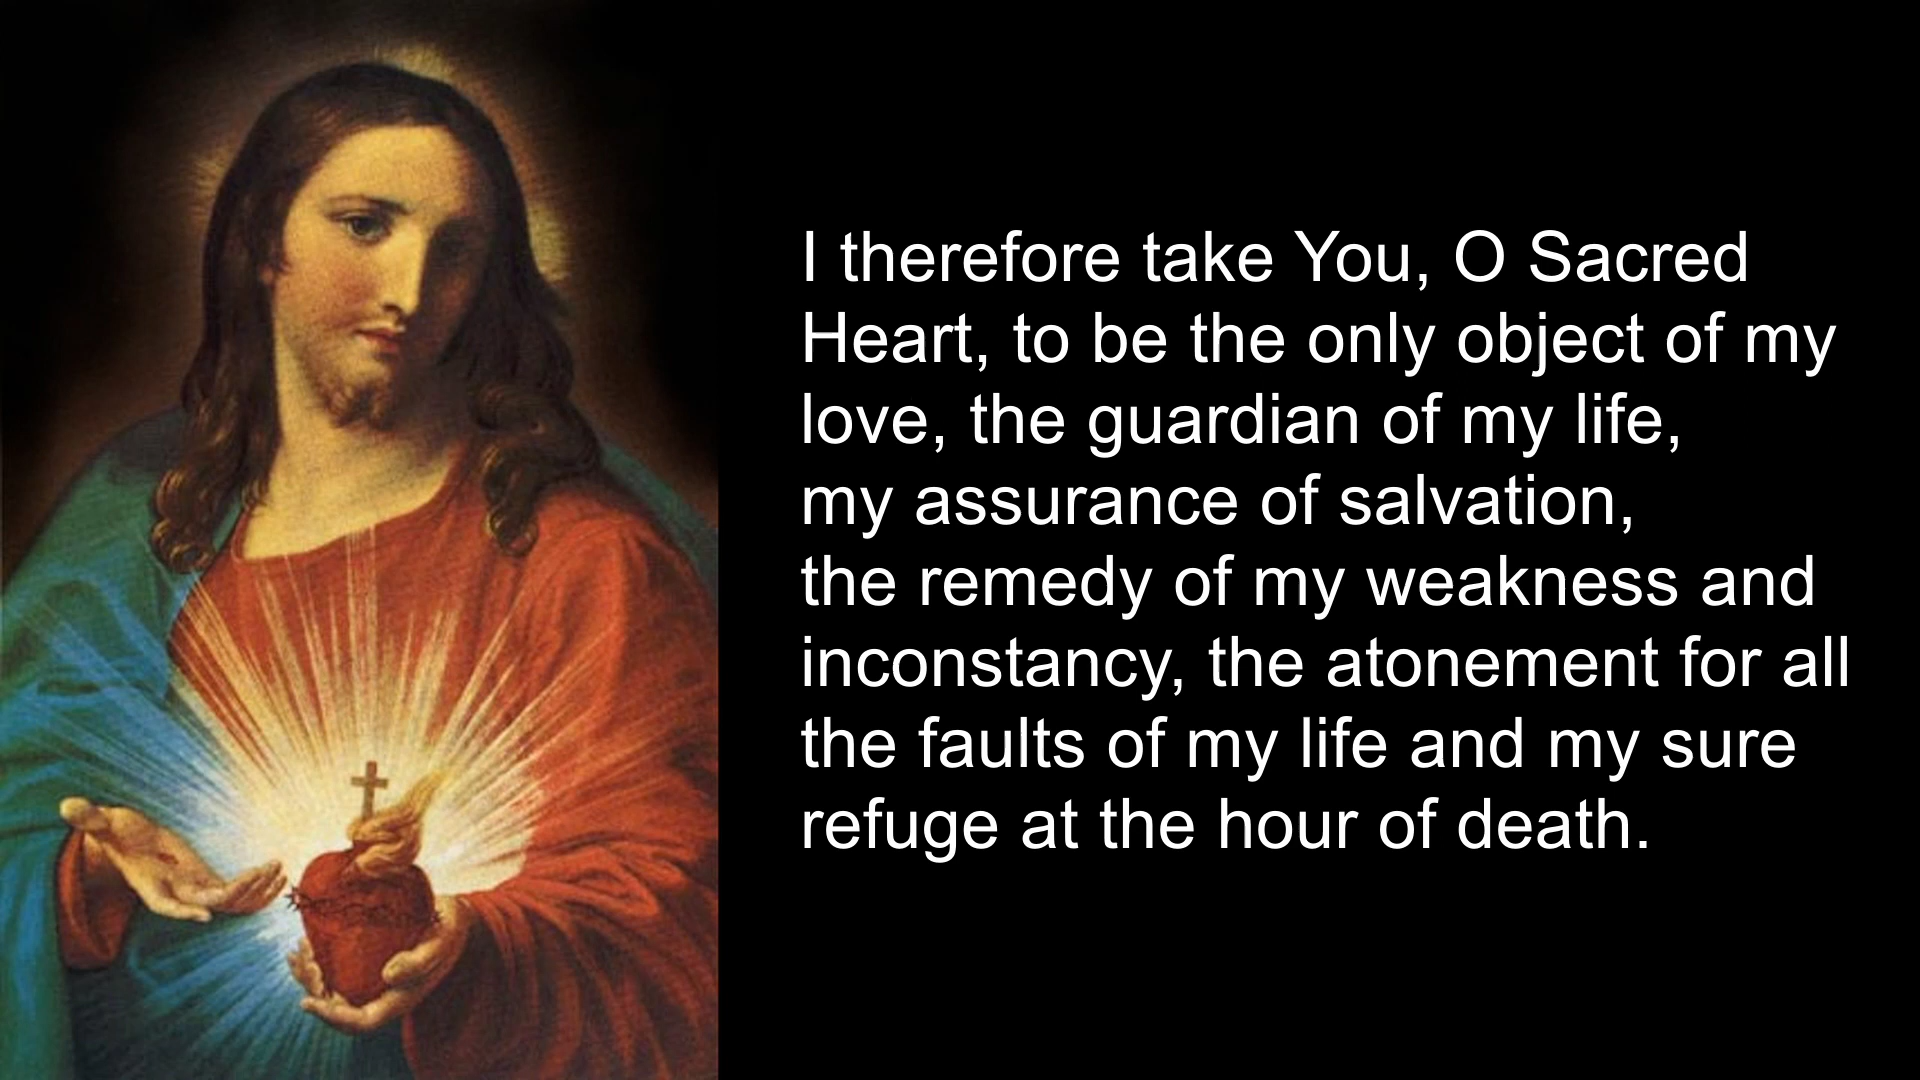 I therefore take You, O Sacred
Heart, to be the only object of my
love, the guardian of my life,
my assurance of salvation,
the remedy of my weakness and
inconstancy, the atonement for all
the faults of my life and my sure
refuge at the hour of death.